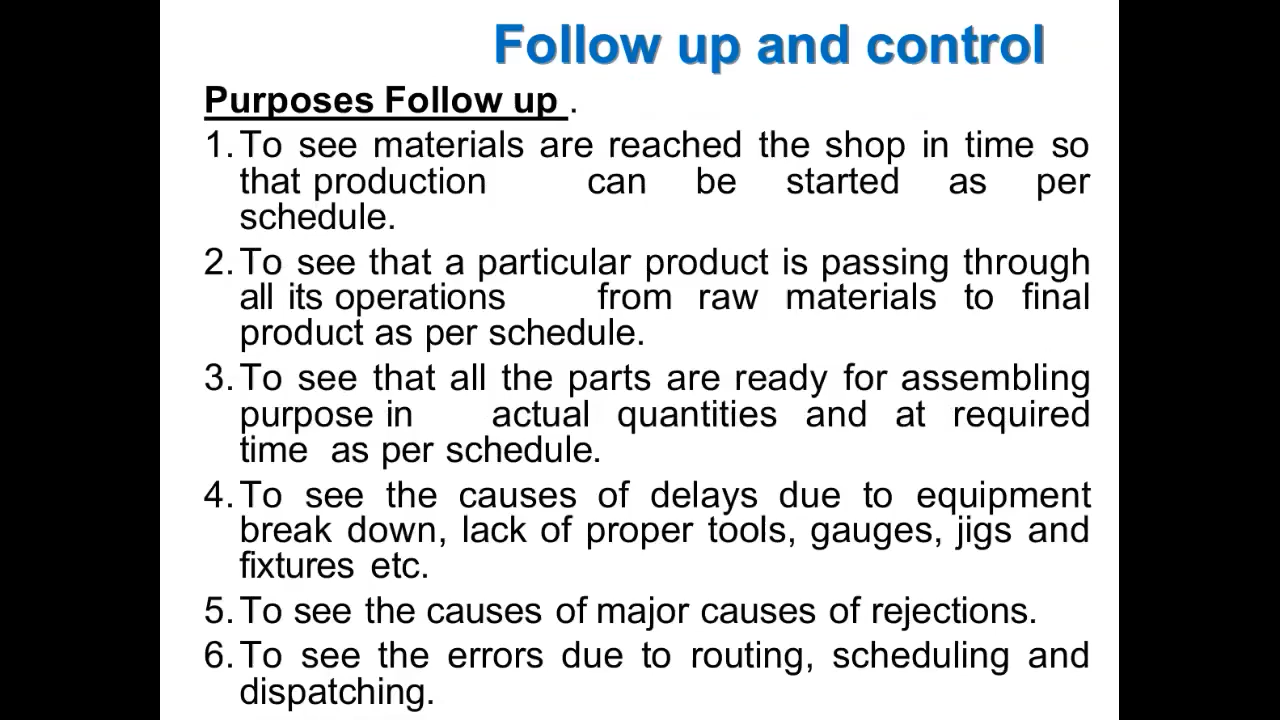 Follow up and control
Purposes Follow up .
1. To see materials are reached the shop in time so
that production can be started as per
schedule.
2. To see that a particular product is passing through
all its operations from raw materials to final
product as per schedule.
3. To see that all the parts are ready for assembling
purpose in actual quantities and at required
time as per schedule.
4. To see the causes of delays due to equipment
break down, lack of proper tools, gauges, jigs and
fixtures etc.
5. To see the causes of major causes of rejections.
6. To see the errors due to routing, scheduling and
dispatching.